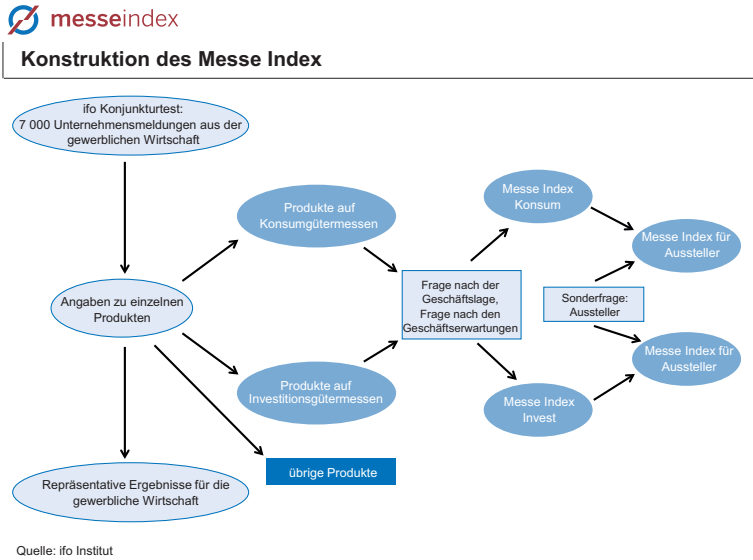 messeindex
Konstruktion des Messe Index
ifo Konjunkturtest:
7 000 Unternehmensmeldungen aus der
gewerblichen Wirtschaft
Produkte auf
Konsumgütermessen
Messe Index
Konsum
Messe Index für
Aussteller
Angaben zu einzelnen
Produkten
Frage nach der
Geschäftslage,
Frage nach den
Geschäftserwartungen
Sonderfrage:
Aussteller
Produkte auf
Investitionsgütermessen
Messe Index
Invest
Messe Index für
Aussteller
übrige Produkte
Repräsentative Ergebnisse für die
gewerbliche Wirtschaft
Quelle: ifo Institut